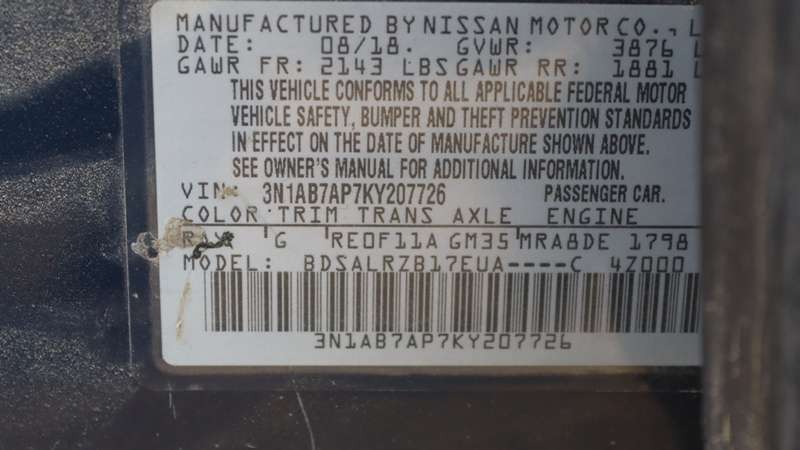 MANUFACTURED BY NISSAN MOTOR CO., L
DATE: 08/18. GVWR: 3876 L
GAWR FR: 2143 LBS GAWR RR: 1881 L
THIS VEHICLE CONFORMS TO ALL APPLICABLE FEDERAL MOTOR
VEHICLE SAFETY, BUMPER AND THEFT PREVENTION STANDARDS
IN EFFECT ON THE DATE OF MANUFACTURE SHOWN ABOVE.
SEE OWNER'S MANUAL FOR ADDITIONAL INFORMATION.
VIN: 3N1AB7AP7KY207726 PASSENGER CAR.
COLOR TRIM TRANS AXLE ENGINE
G RE0F11A GM35 MRA8DE 1798
MODEL: BDSALRZB17EUA----C 4Z000
3N1AB7AP7KY207726